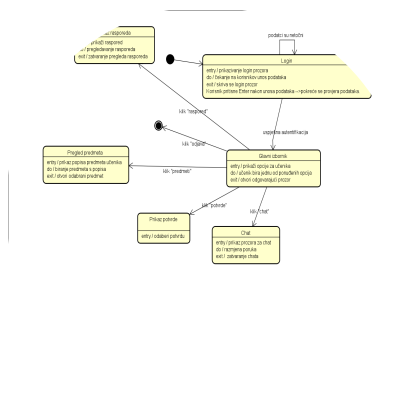 rasporeda
prikaži raspored
do / pregledavanje rasporeda
exit / zatvaranje pregleda rasporeda
podatci su netočni
Login
entry / prikazivanje login prozora
do / čekanje na korisnikov unos podataka
exit / skriva se login prozor
Korisnik pritisne Enter nakon unosa podataka --> pokreće se provjera podataka
klik "raspored"
uspješna autentifikacija
klik "odjava"
Glavni izbornik
entry / prikaži opcije za učenika
do / učenik bira jednu od ponuđenih opcija
exit / otvori odgovarajući prozor
Pregled predmeta
entry / prikaz popisa predmeta učenika
do / biranje predmeta s popisa
exit / otvori odabrani predmet
klik "predmeti"
klik "potvrde"
klik "chat"
Prikaz potvrde
entry / odaberi potvrdu
Chat
entry / prikaz prozora za chat
do / razmjena poruka
exit / zatvaranje chata